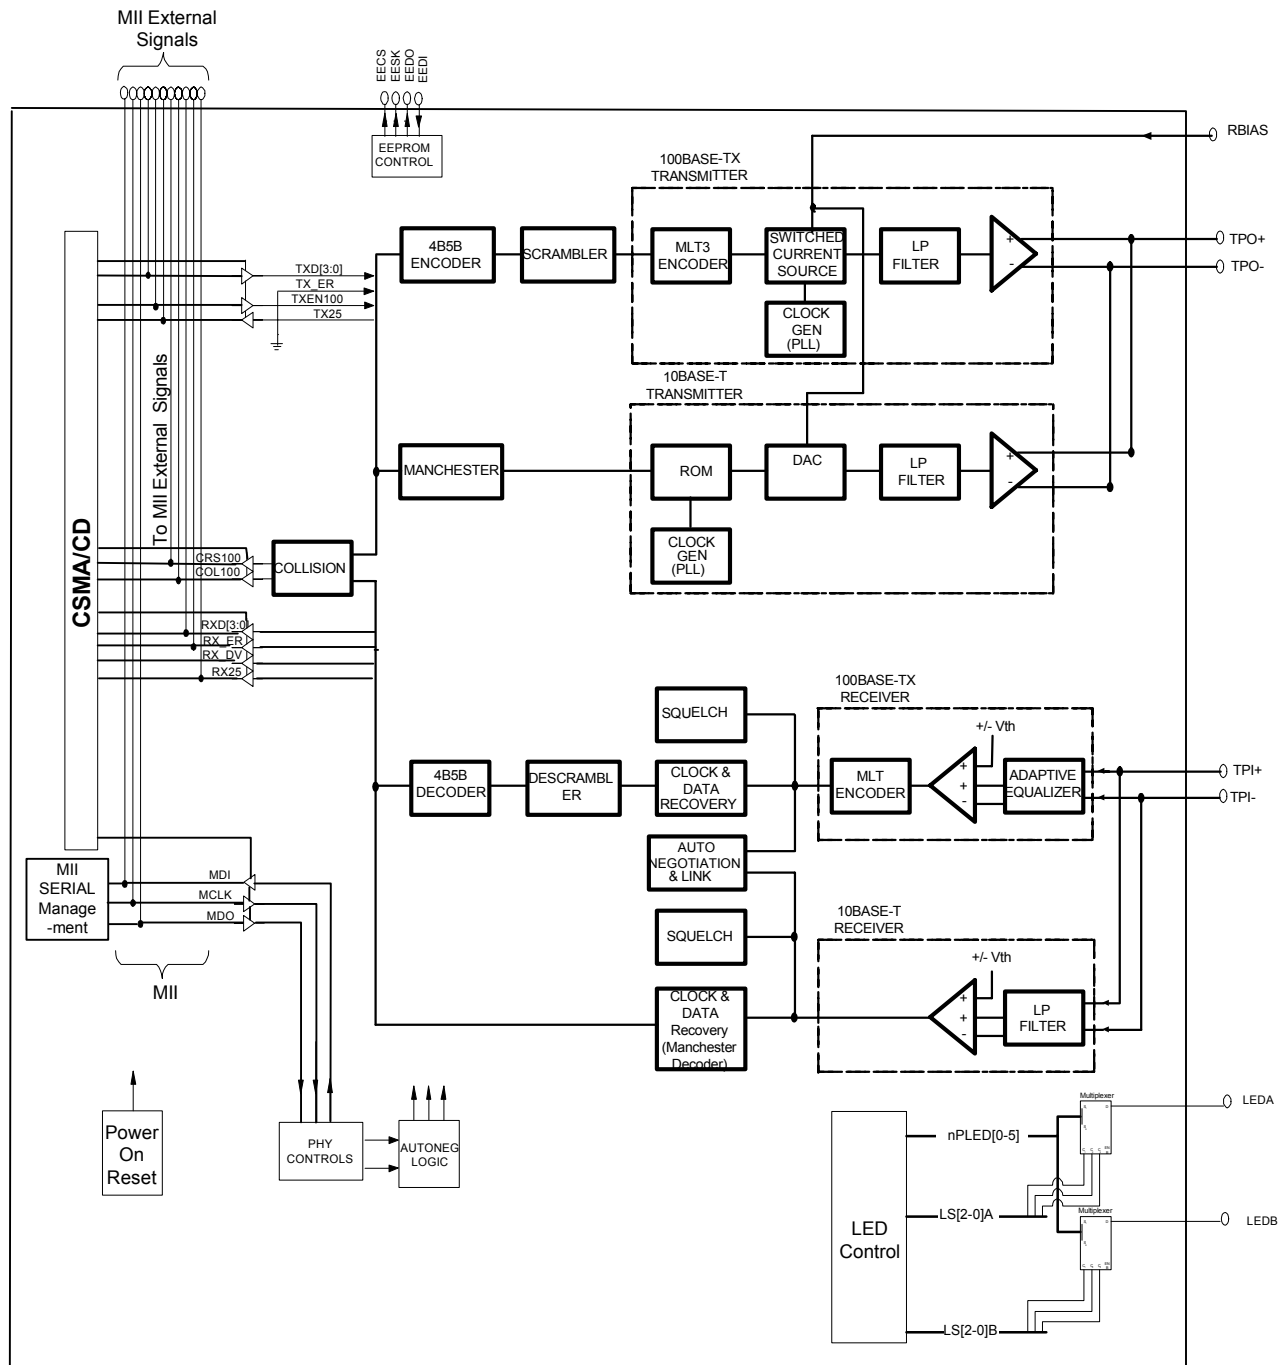 MII External
Signals
EECS
EESK
EEDO
EEDI
EEPROM
CONTROL
RBIAS
100BASE-TX
TRANSMITTER
4B5B
ENCODER
SCRAMBLER
MLT3
ENCODER
SWITCHED
CURRENT
SOURCE
LP
FILTER
+
-
TPO+
TPO-
CLOCK
GEN
(PLL)
TXD[3:0]
TX_ER
TXEN100
TX25
To MII External Signals
10BASE-T
TRANSMITTER
MANCHESTER
ROM
DAC
LP
FILTER
+
-
CLOCK
GEN
(PLL)
CSMA/CD
CRS100
COL100
COLLISION
RXD[3:0]
RX_ER
RX_DV
RX25
100BASE-TX
RECEIVER
SQUELCH
+/- Vth
4B5B
DECODER
DESCRAMBL
ER
CLOCK &
DATA
RECOVERY
MLT
ENCODER
+
+
-
ADAPTIVE
EQUALIZER
TPI+
TPI-
AUTO
NEGOTIATION
& LINK
MII
SERIAL
Manage
-ment
MDI
MCLK
MDO
MII
10BASE-T
RECEIVER
SQUELCH
+/- Vth
CLOCK &
DATA
Recovery
(Manchester
Decoder)
+
+
-
LP
FILTER
Power
On
Reset
PHY
CONTROLS
AUTONEG
LOGIC
LED
Control
nPLED[0-5]
LS[2-0]A
LS[2-0]B
Multiplexer
LEDA
Multiplexer
LEDB